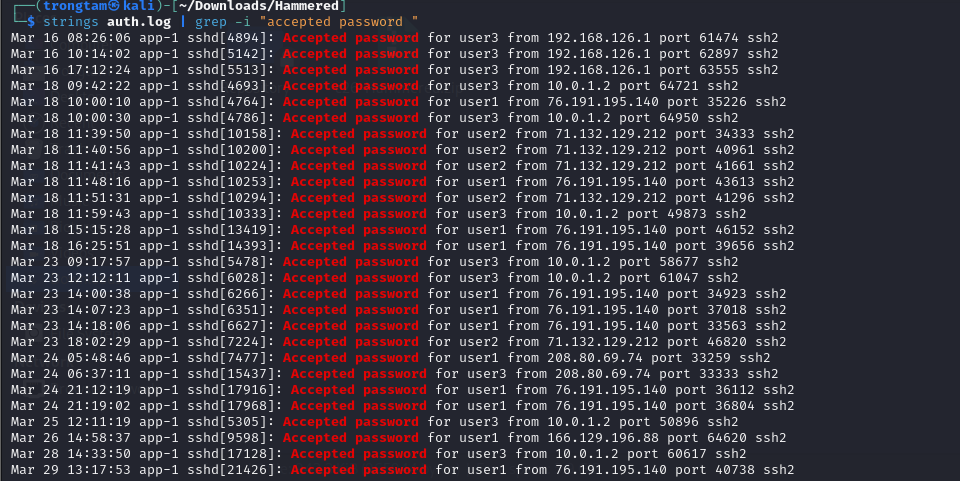 ┌──(trongtam㉿kali)-[~/Downloads/Hammered]
└─$ strings auth.log | grep -i "accepted password "
Mar 16 08:26:06 app-1 sshd[4894]: Accepted password for user3 from 192.168.126.1 port 61474 ssh2
Mar 16 10:14:02 app-1 sshd[5142]: Accepted password for user3 from 192.168.126.1 port 62897 ssh2
Mar 16 17:12:24 app-1 sshd[5513]: Accepted password for user3 from 192.168.126.1 port 63555 ssh2
Mar 18 09:42:22 app-1 sshd[4693]: Accepted password for user3 from 10.0.1.2 port 64721 ssh2
Mar 18 10:00:10 app-1 sshd[4764]: Accepted password for user1 from 76.191.195.140 port 35226 ssh2
Mar 18 10:00:30 app-1 sshd[4786]: Accepted password for user3 from 10.0.1.2 port 64950 ssh2
Mar 18 11:39:50 app-1 sshd[10158]: Accepted password for user2 from 71.132.129.212 port 34333 ssh2
Mar 18 11:40:56 app-1 sshd[10200]: Accepted password for user2 from 71.132.129.212 port 40961 ssh2
Mar 18 11:41:43 app-1 sshd[10224]: Accepted password for user2 from 71.132.129.212 port 41661 ssh2
Mar 18 11:48:16 app-1 sshd[10253]: Accepted password for user1 from 76.191.195.140 port 43613 ssh2
Mar 18 11:51:31 app-1 sshd[10294]: Accepted password for user2 from 71.132.129.212 port 41296 ssh2
Mar 18 11:59:43 app-1 sshd[10333]: Accepted password for user3 from 10.0.1.2 port 49873 ssh2
Mar 18 15:15:28 app-1 sshd[13419]: Accepted password for user1 from 76.191.195.140 port 46152 ssh2
Mar 18 16:25:51 app-1 sshd[14393]: Accepted password for user1 from 76.191.195.140 port 39656 ssh2
Mar 23 09:17:57 app-1 sshd[5478]: Accepted password for user3 from 10.0.1.2 port 58677 ssh2
Mar 23 12:12:11 app-1 sshd[6028]: Accepted password for user3 from 10.0.1.2 port 61047 ssh2
Mar 23 14:00:38 app-1 sshd[6266]: Accepted password for user1 from 76.191.195.140 port 34923 ssh2
Mar 23 14:07:23 app-1 sshd[6351]: Accepted password for user1 from 76.191.195.140 port 37018 ssh2
Mar 23 14:18:06 app-1 sshd[6627]: Accepted password for user1 from 76.191.195.140 port 33563 ssh2
Mar 23 18:02:29 app-1 sshd[7224]: Accepted password for user2 from 71.132.129.212 port 46820 ssh2
Mar 24 05:48:46 app-1 sshd[7477]: Accepted password for user1 from 208.80.69.74 port 33259 ssh2
Mar 24 06:37:11 app-1 sshd[15437]: Accepted password for user3 from 208.80.69.74 port 33333 ssh2
Mar 24 21:12:19 app-1 sshd[17916]: Accepted password for user1 from 76.191.195.140 port 36112 ssh2
Mar 24 21:19:02 app-1 sshd[17968]: Accepted password for user1 from 76.191.195.140 port 36804 ssh2
Mar 25 12:11:19 app-1 sshd[5305]: Accepted password for user3 from 10.0.1.2 port 50896 ssh2
Mar 26 14:58:37 app-1 sshd[9598]: Accepted password for user1 from 166.129.196.88 port 64620 ssh2
Mar 28 14:33:50 app-1 sshd[17128]: Accepted password for user3 from 10.0.1.2 port 60617 ssh2
Mar 29 13:17:53 app-1 sshd[21426]: Accepted password for user1 from 76.191.195.140 port 40738 ssh2